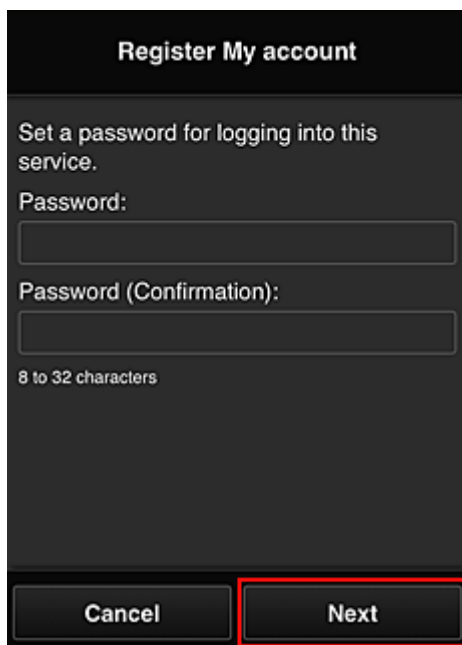 Register My account
Set a password for logging into this
service.
Password:
Password (Confirmation):
8 to 32 characters
Cancel
Next